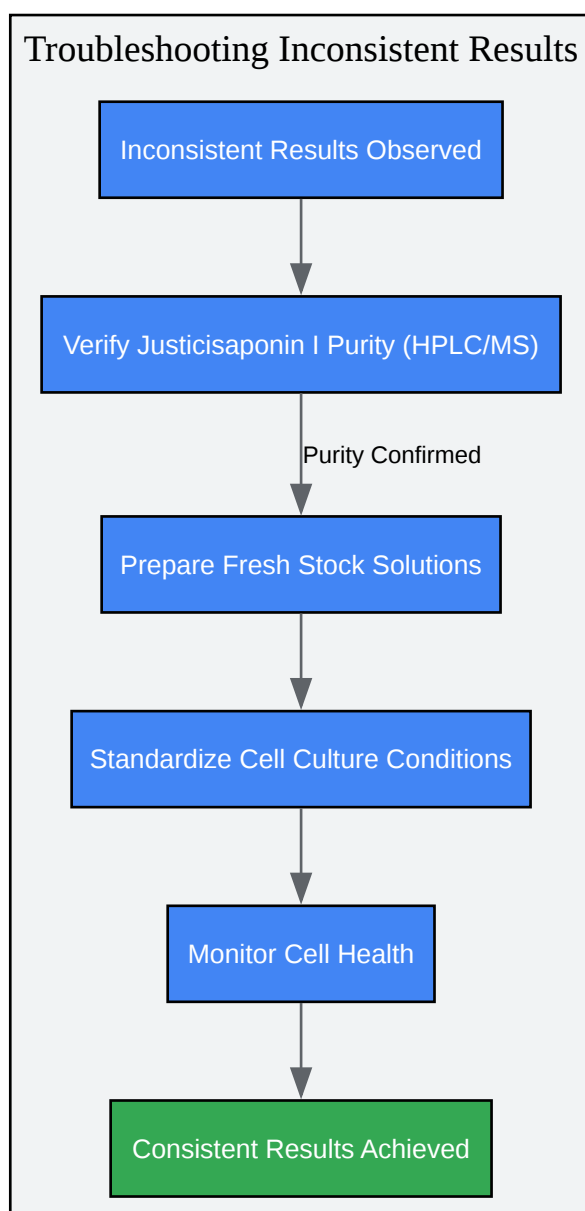 Troubleshooting Inconsistent Results
Inconsistent Results Observed
Verify Justicisaponin I Purity (HPLC/MS)
Purity Confirmed
Prepare Fresh Stock Solutions
Standardize Cell Culture Conditions
Monitor Cell Health
Consistent Results Achieved